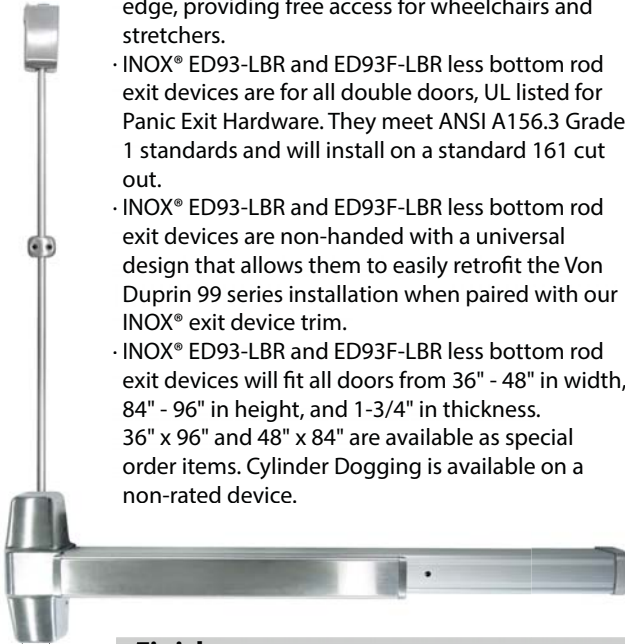 edge, providing free access for wheelchairs and
stretchers.
· INOX® ED93-LBR and ED93F-LBR less bottom rod
exit devices are for all double doors, UL listed for
Panic Exit Hardware. They meet ANSI A156.3 Grade
1 standards and will install on a standard 161 cut
out.
· INOX® ED93-LBR and ED93F-LBR less bottom rod
exit devices are non-handed with a universal
design that allows them to easily retrofit the Von
Duprin 99 series installation when paired with our
INOX® exit device trim.
· INOX® ED93-LBR and ED93F-LBR less bottom rod
exit devices will fit all doors from 36" - 48" in width,
84" - 96" in height, and 1-3/4" in thickness.
36" x 96" and 48" x 84" are available as special
order items. Cylinder Dogging is available on a
non-rated device.